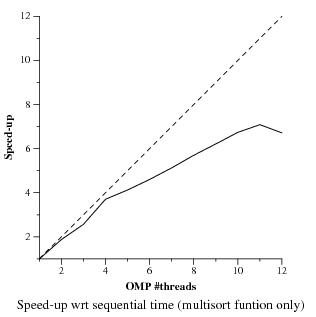 12
10
8
6
4
2
Speed-up
2 4 6 8 10 12
OMP #threads
Speed-up wrt sequential time (multisort funtion only)